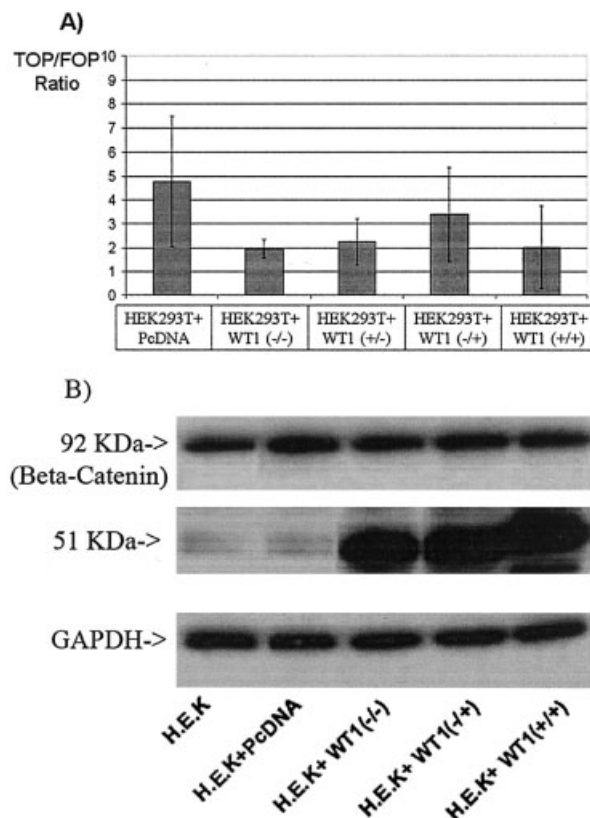 A)
TOP/FOP
Ratio
10
9
8
7
6
5
4
3
2
1
0
HEK293T+ HEK293T+ HEK293T+ HEK293T+ HEK293T+
PcDNA WT1 (-/-) WT1 (+/-) WT1 (-/+) WT1 (+/+)
B)
92 KDa->
(Beta-Catenin)
51 KDa->
GAPDH->
H.E.K
H.E.K+PcDNA
H.E.K+ WT1(-/-)
H.E.K+ WT1(-/+)
H.E.K+ WT1(+/+)